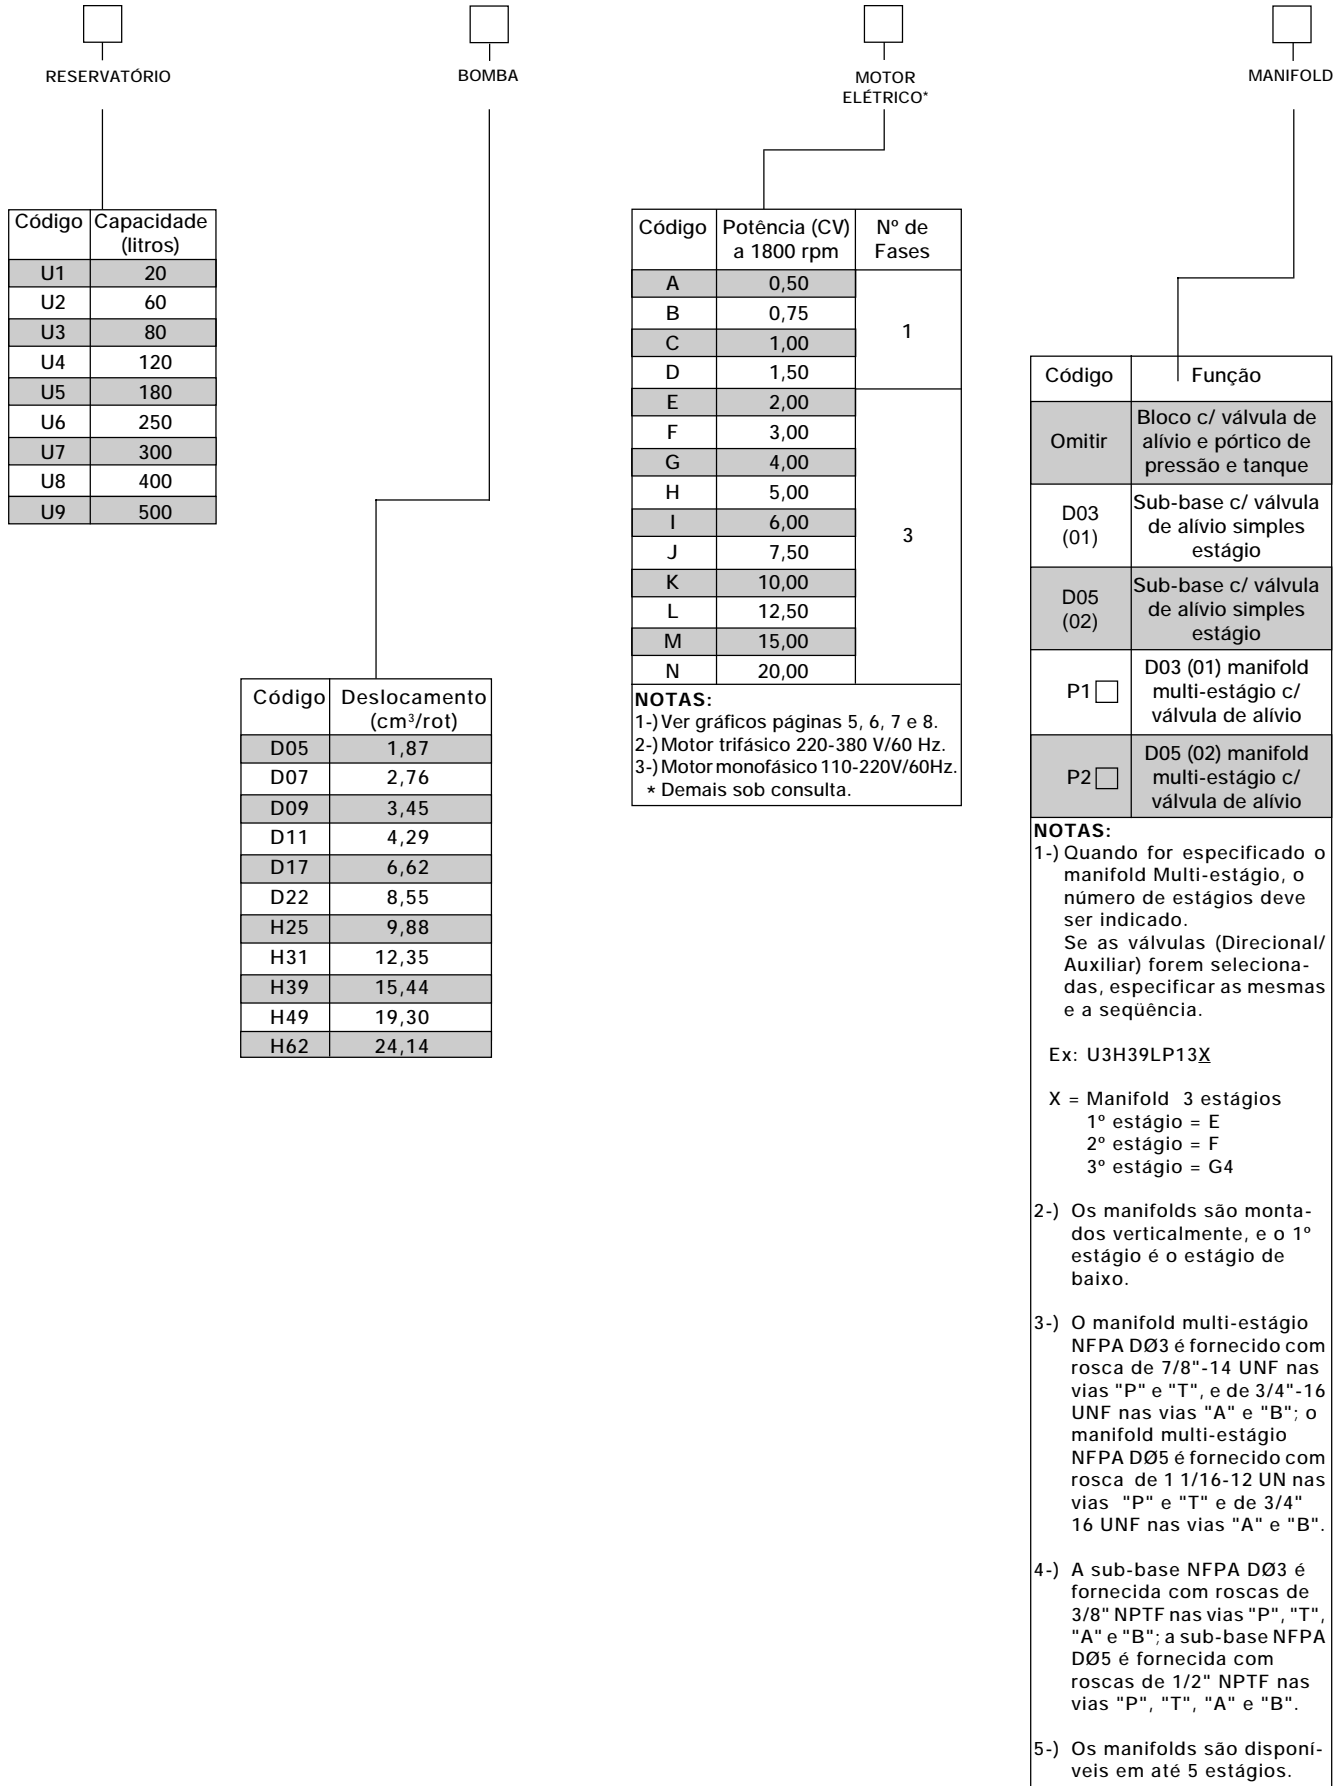 RESERVATÓRIO
BOMBA
MOTOR
ELÉTRICO*
MANIFOLD
Código Capacidade
(litros)
U1 20
U2 60
U3 80
U4 120
U5 180
U6 250
U7 300
U8 400
U9 500
Código Deslocamento
(cm³/rot)
D05 1,87
D07 2,76
D09 3,45
D11 4,29
D17 6,62
D22 8,55
H25 9,88
H31 12,35
H39 15,44
H49 19,30
H62 24,14
Código Potência (CV) Nº de
a 1800 rpm Fases
A 0,50
B 0,75
1
C 1,00
D 1,50
E 2,00
F 3,00
G 4,00
H 5,00
I 6,00
3
J 7,50
K 10,00
L 12,50
M 15,00
N 20,00
NOTAS:
1-) Ver gráficos páginas 5, 6, 7 e 8.
2-) Motor trifásico 220-380 V/60 Hz.
3-) Motor monofásico 110-220V/60Hz.
* Demais sob consulta.
Código Função
Bloco c/ válvula de
Omitir alívio e pórtico de
pressão e tanque
D03 Sub-base c/ válvula
(01) de alívio simples
estágio
D05 Sub-base c/ válvula
(02) de alívio simples
estágio
D03 (01) manifold
P1 multi-estágio c/
válvula de alívio
D05 (02) manifold
P2 multi-estágio c/
válvula de alívio
NOTAS:
1-) Quando for especificado o
manifold Multi-estágio, o
número de estágios deve
ser indicado.
Se as válvulas (Direcional/
Auxiliar) forem seleciona-
das, especificar as mesmas
e a seqüência.
Ex: U3H39LP13X
X = Manifold 3 estágios
1º estágio = E
2º estágio = F
3º estágio = G4
2-) Os manifolds são monta-
dos verticalmente, e o 1º
estágio é o estágio de
baixo.
3-) O manifold multi-estágio
NFPA DØ3 é fornecido com
rosca de 7/8"-14 UNF nas
vias "P" e "T", e de 3/4"-16
UNF nas vias "A" e "B"; o
manifold multi-estágio
NFPA DØ5 é fornecido com
rosca de 1 1/16-12 UN nas
vias "P" e "T" e de 3/4"
16 UNF nas vias "A" e "B".
4-) A sub-base NFPA DØ3 é
fornecida com roscas de
3/8" NPTF nas vias "P", "T",
"A" e "B"; a sub-base NFPA
DØ5 é fornecida com
roscas de 1/2" NPTF nas
vias "P", "T", "A" e "B".
5-) Os manifolds são disponí-
veis em até 5 estágios.